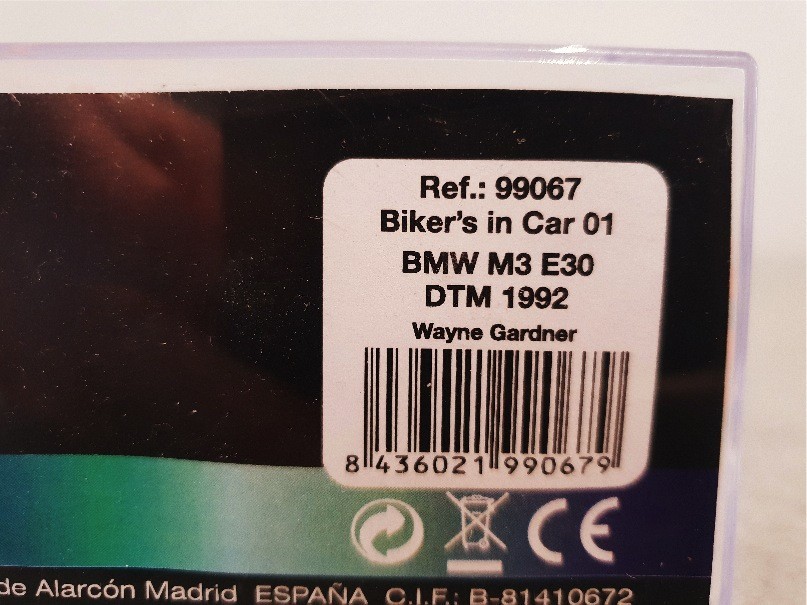 Ref.: 99067
Biker's in Car 01
BMW M3 E30
DTM 1992
Wayne Gardner
8 436021 990679
CE
de Alarcón Madrid ESPAÑA C.I.F.: B-81410672